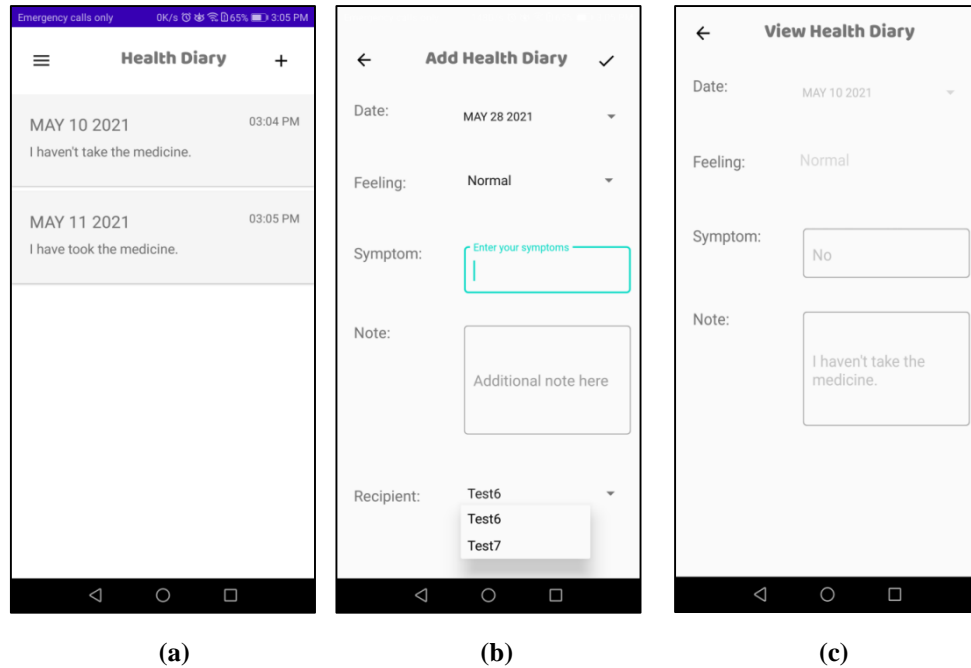 Emergency calls only 0K/s 65% 3:05 PM
Health Diary +
MAY 10 2021 03:04 PM
I haven't take the medicine.
MAY 11 2021 03:05 PM
I have took the medicine.
(a)
Add Health Diary
Date: MAY 28 2021
Feeling: Normal
Symptom: Enter your symptoms
Note: Additional note here
Recipient: Test6
Test6
Test7
(b)
View Health Diary
Date: MAY 10 2021
Feeling: Normal
Symptom: No
Note: I haven't take the
medicine.
(c)